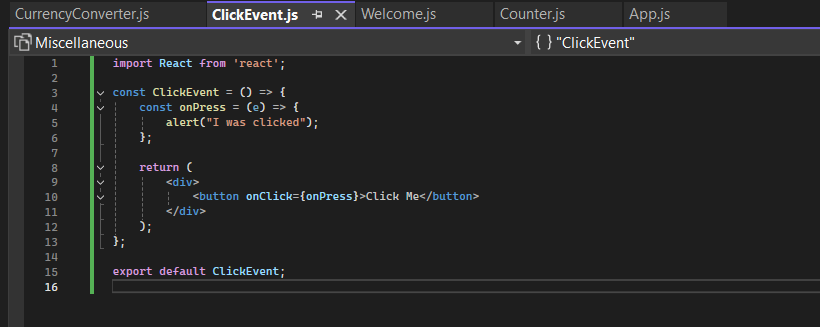 CurrencyConverter.js ClickEvent.js Welcome.js Counter.js App.js
Miscellaneous { } "ClickEvent"
1 import React from 'react';
2
3 const ClickEvent = () => {
4 const onPress = (e) => {
5 alert("I was clicked");
6 };
7
8 return (
9 <div>
10 <button onClick={onPress}>Click Me</button>
11 </div>
12 );
13 };
14
15 export default ClickEvent;
16